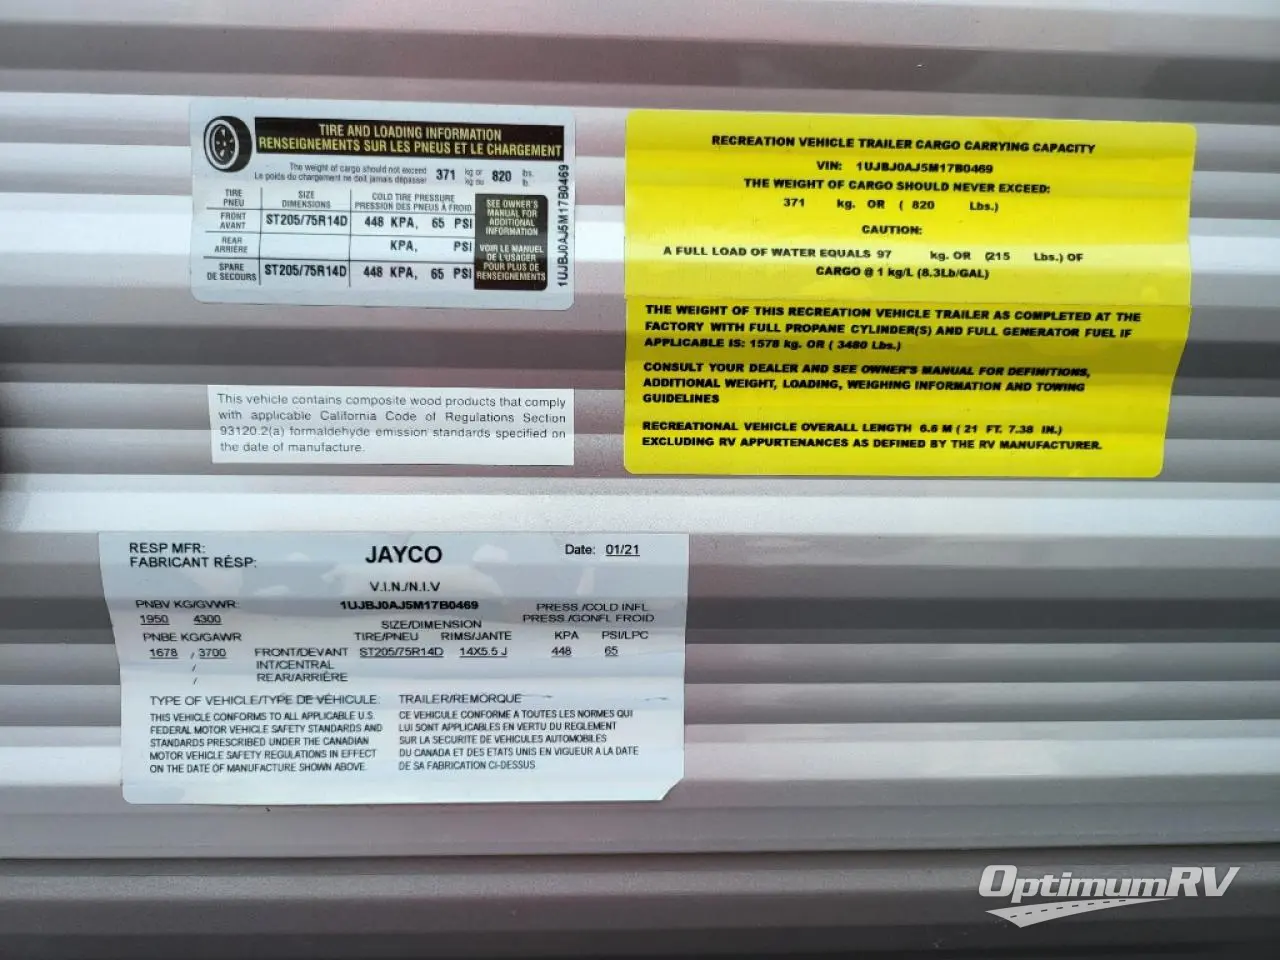 TIRE AND LOADING INFORMATION
RENSEIGNEMENTS SUR LES PNEUS ET LE CHARGEMENT
The weight of cargo should not exceed 371 kg or 820 lbs.
Le poids du chargement ne doit jamais dépasser kg ou lb.
TIRE PNEU SIZE DIMENSIONS COLD TIRE PRESSURE PRESSION DES PNEUS À FROID
FRONT AVANT ST205/75R14D 448 KPA, 65 PSI
REAR ARRIÈRE KPA, PSI
SPARE DE SECOURS ST205/75R14D 448 KPA, 65 PSI
SEE OWNER'S
MANUAL FOR
ADDITIONAL
INFORMATION
VOIR LE MANUEL
DE L'USAGER
POUR PLUS DE
RENSEIGNEMENTS
1UJBJ0AJ5M17B0469
RECREATION VEHICLE TRAILER CARGO CARRYING CAPACITY
VIN: 1UJBJ0AJ5M17B0469
THE WEIGHT OF CARGO SHOULD NEVER EXCEED:
371 kg. OR ( 820 Lbs.)
CAUTION:
A FULL LOAD OF WATER EQUALS 97 kg. OR (215 Lbs.) OF
CARGO @ 1 kg/L (8.3Lb/GAL)
THE WEIGHT OF THIS RECREATION VEHICLE TRAILER AS COMPLETED AT THE
FACTORY WITH FULL PROPANE CYLINDER(S) AND FULL GENERATOR FUEL IF
APPLICABLE IS: 1578 kg. OR ( 3480 Lbs.)
CONSULT YOUR DEALER AND SEE OWNER'S MANUAL FOR DEFINITIONS,
ADDITIONAL WEIGHT, LOADING, WEIGHING INFORMATION AND TOWING
GUIDELINES
RECREATIONAL VEHICLE OVERALL LENGTH 6.6 M ( 21 FT. 7.38 IN.)
EXCLUDING RV APPURTENANCES AS DEFINED BY THE RV MANUFACTURER.
This vehicle contains composite wood products that comply
with applicable California Code of Regulations Section
93120.2(a) formaldehyde emission standards specified on
the date of manufacture.
RESP MFR:
FABRICANT RÉSP:
JAYCO
Date: 01/21
V.I.N./N.I.V
1UJBJ0AJ5M17B0469
PNBV KG/GVWR:
1950 4300
SIZE/DIMENSION PRESS./COLD INFL
PRESS./GONFL FROID
PNBE KG/GAWR TIRE/PNEU RIMS/JANTE KPA PSI/LPC
1678 / 3700 FRONT/DEVANT ST205/75R14D 14X5.5 J 448 65
/ INT/CENTRAL
/ REAR/ARRIÈRE
TYPE OF VEHICLE/TYPE DE VÉHICULE: TRAILER/REMORQUE
THIS VEHICLE CONFORMS TO ALL APPLICABLE U.S.
FEDERAL MOTOR VEHICLE SAFETY STANDARDS AND
STANDARDS PRESCRIBED UNDER THE CANADIAN
MOTOR VEHICLE SAFETY REGULATIONS IN EFFECT
ON THE DATE OF MANUFACTURE SHOWN ABOVE.
CE VEHICULE CONFORME A TOUTES LES NORMES QUI
LUI SONT APPLICABLES EN VERTU DU REGLEMENT
SUR LA SECURITE DE VEHICULES AUTOMOBILES
DU CANADA ET DES ETATS UNIS EN VIGUEUR A LA DATE
DE SA FABRICATION CI-DESSUS
OptimumRV